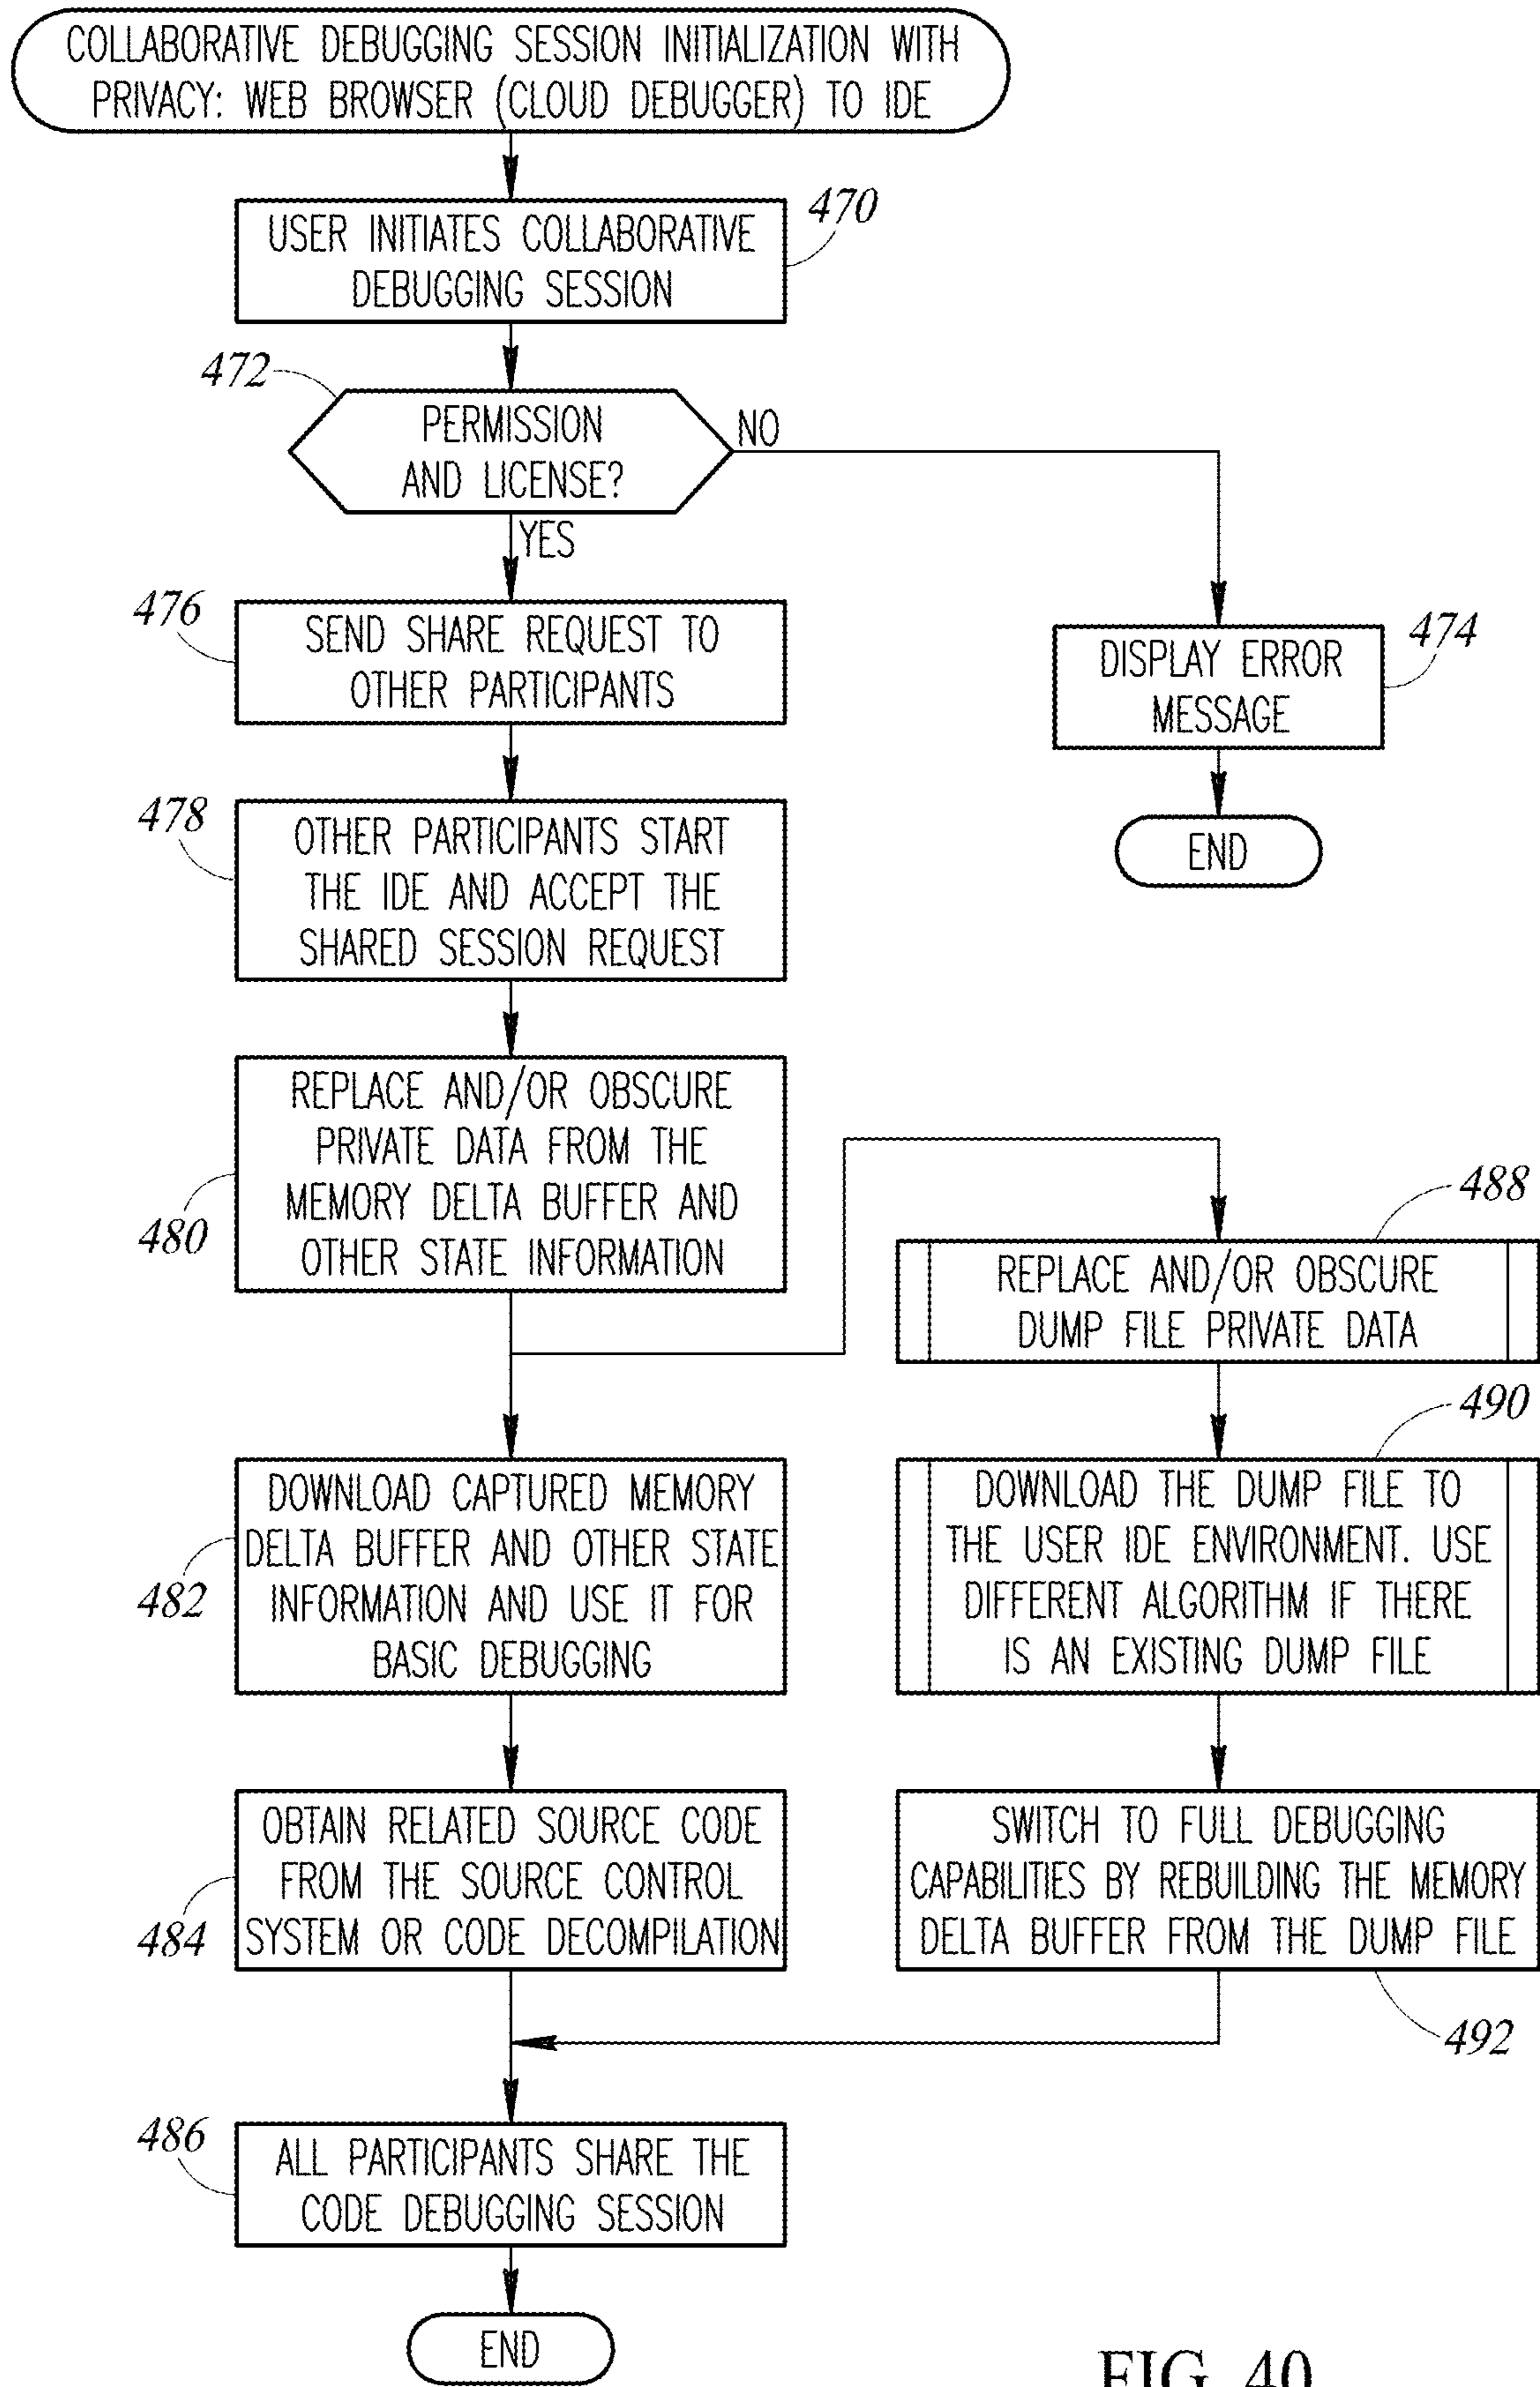 COLLABORATIVE DEBUGGING SESSION INITIALIZATION WITH
PRIVACY: WEB BROWSER (CLOUD DEBUGGER) TO IDE
470
USER INITIATES COLLABORATIVE
DEBUGGING SESSION
472
PERMISSION
AND LICENSE?
NO
YES
476
SEND SHARE REQUEST TO
OTHER PARTICIPANTS
474
DISPLAY ERROR
MESSAGE
END
478
OTHER PARTICIPANTS START
THE IDE AND ACCEPT THE
SHARED SESSION REQUEST
480
REPLACE AND/OR OBSCURE
PRIVATE DATA FROM THE
MEMORY DELTA BUFFER AND
OTHER STATE INFORMATION
488
REPLACE AND/OR OBSCURE
DUMP FILE PRIVATE DATA
482
DOWNLOAD CAPTURED MEMORY
DELTA BUFFER AND OTHER STATE
INFORMATION AND USE IT FOR
BASIC DEBUGGING
490
DOWNLOAD THE DUMP FILE TO
THE USER IDE ENVIRONMENT. USE
DIFFERENT ALGORITHM IF THERE
IS AN EXISTING DUMP FILE
484
OBTAIN RELATED SOURCE CODE
FROM THE SOURCE CONTROL
SYSTEM OR CODE DECOMPILATION
SWITCH TO FULL DEBUGGING
CAPABILITIES BY REBUILDING THE MEMORY
DELTA BUFFER FROM THE DUMP FILE
492
486
ALL PARTICIPANTS SHARE THE
CODE DEBUGGING SESSION
END
FIG. 40